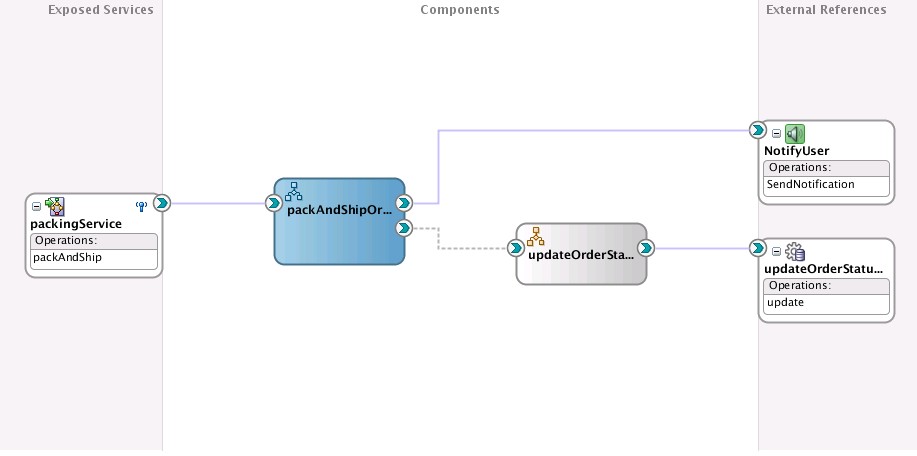 Exposed Services
Components
External References
packingService
Operations:
packAndShip
packAndShipOr...
updateOrderSta...
NotifyUser
Operations:
SendNotification
updateOrderStatu...
Operations:
update